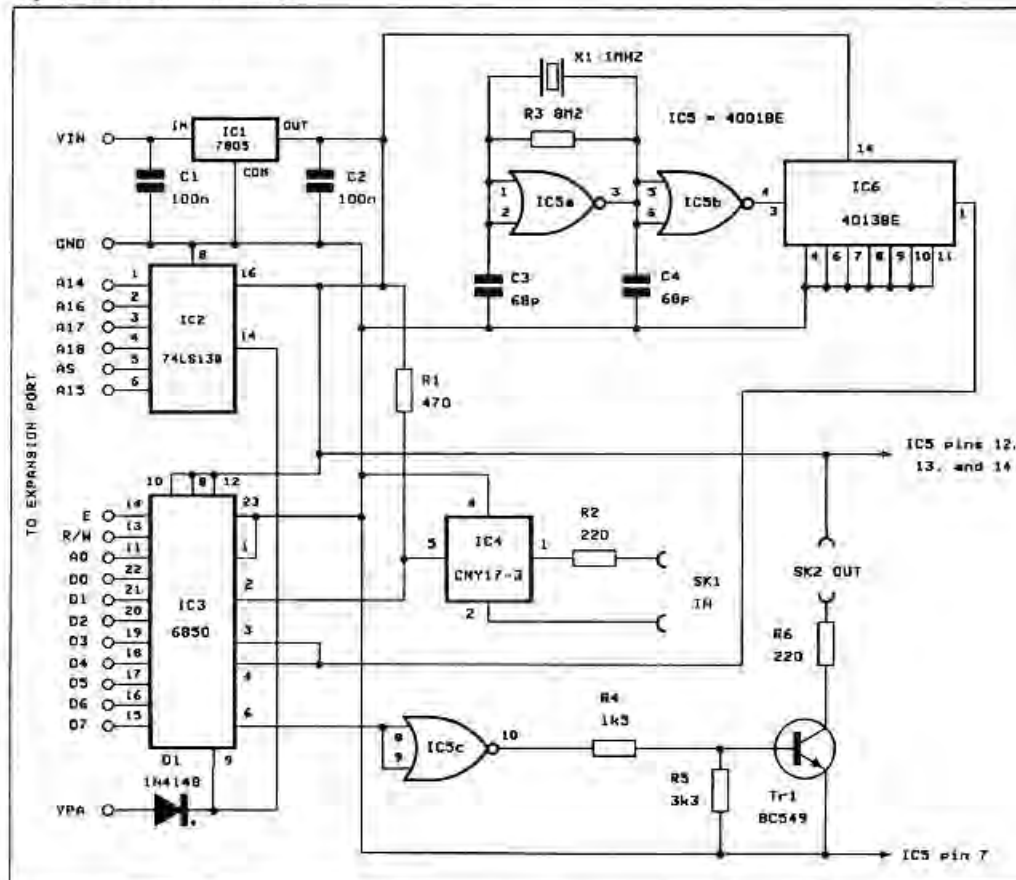 X1 1MHZ
R3 8M2
IC5 = 4001BE
VIN
IN
IC1
7805
OUT
COM
C1
100n
C2
100n
14
1
2
IC5a
3
5
6
IC5b
4
3
IC6
4013BE
1
4 6 7 8 9 10 11
GND
8
C3
68p
C4
68p
A14
1
16
A16
2
A17
3
IC2
A18
4
74LS138
14
AS
5
A15
6
R1
470
TO EXPANSION PORT
IC5 pins 12,
13, and 14
10 8 12
E
14
23
R/W
13
A0
11
1
D0
22
D1
21
2
D2
20
IC3
D3
19
6850
3
D4
18
D5
17
4
D6
16
D7
15
6
4
5
IC4
CNY17-3
1
2
R2
220
SK1
IN
SK2 OUT
R6
220
8
9
IC5c
10
R4
R5
3k3
Tr1
BC549
D1
1N4148
9
VPA
IC5 pin 7